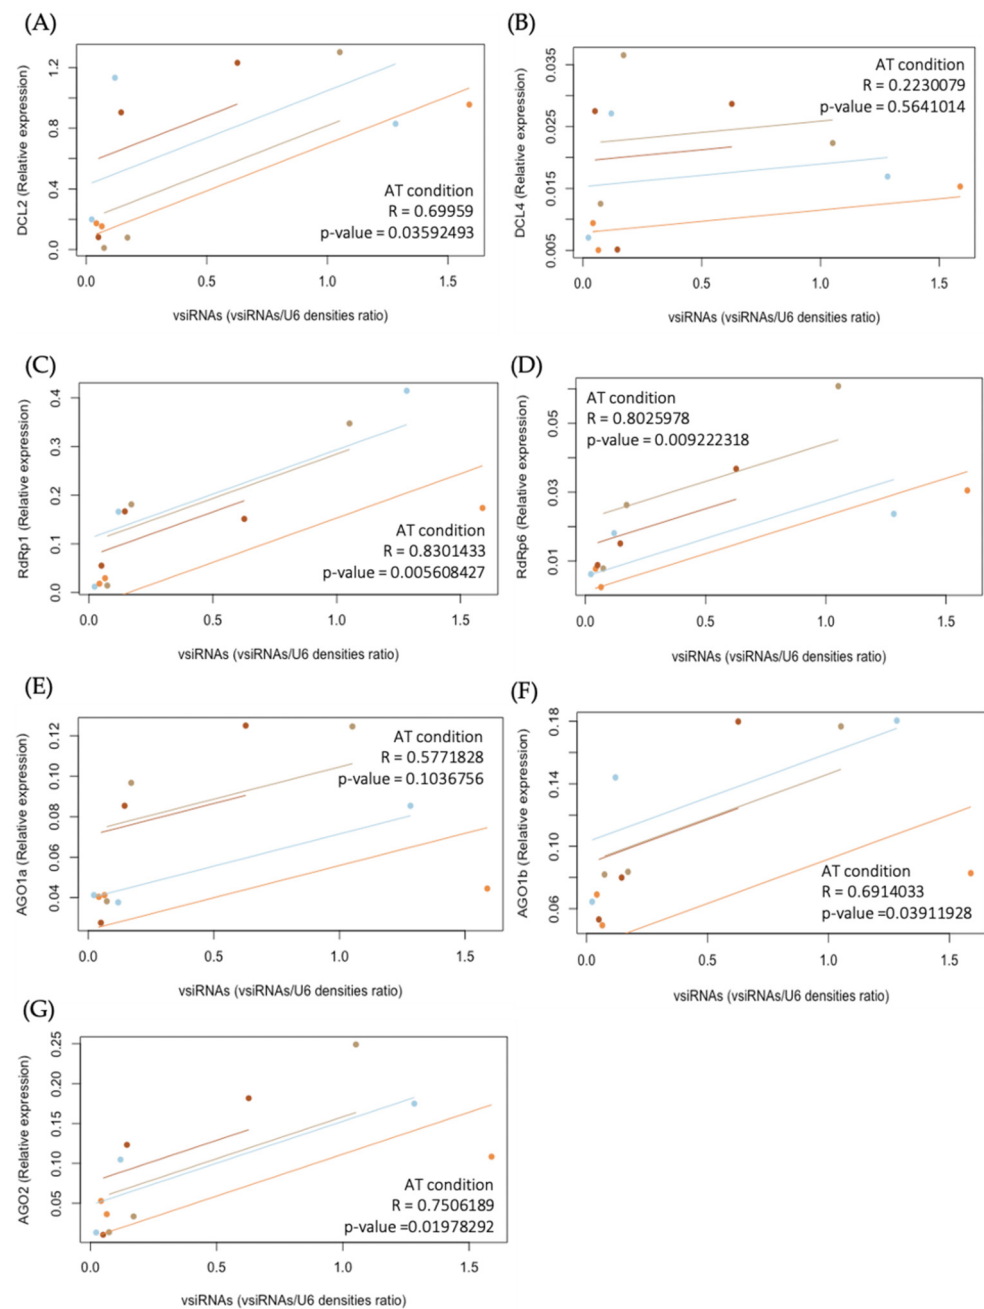 (A)
DCL2 (Relative expression)
1.2
0.8
0.4
0.0
AT condition
R = 0.69959
p-value = 0.03592493
0.0 0.5 1.0 1.5
vsiRNAs (vsiRNAs/U6 densities ratio)
(B)
DCL4 (Relative expression)
0.035
0.025
0.015
0.005
AT condition
R = 0.2230079
p-value = 0.5641014
0.0 0.5 1.0 1.5
vsiRNAs (vsiRNAs/U6 densities ratio)
(C)
RdRp1 (Relative expression)
0.4
0.3
0.2
0.1
0.0
AT condition
R = 0.8301433
p-value = 0.005608427
0.0 0.5 1.0 1.5
vsiRNAs (vsiRNAs/U6 densities ratio)
(D)
RdRp6 (Relative expression)
0.05
0.03
0.01
AT condition
R = 0.8025978
p-value = 0.009222318
0.0 0.5 1.0 1.5
vsiRNAs (vsiRNAs/U6 densities ratio)
(E)
AGO1a (Relative expression)
0.12
0.10
0.08
0.06
0.04
AT condition
R = 0.5771828
p-value = 0.1036756
0.0 0.5 1.0 1.5
vsiRNAs (vsiRNAs/U6 densities ratio)
(F)
AGO1b (Relative expression)
0.18
0.14
0.10
0.06
AT condition
R = 0.6914033
p-value =0.03911928
0.0 0.5 1.0 1.5
vsiRNAs (vsiRNAs/U6 densities ratio)
(G)
AGO2 (Relative expression)
0.25
0.20
0.15
0.10
0.05
AT condition
R = 0.7506189
p-value =0.01978292
0.0 0.5 1.0 1.5
vsiRNAs (vsiRNAs/U6 densities ratio)